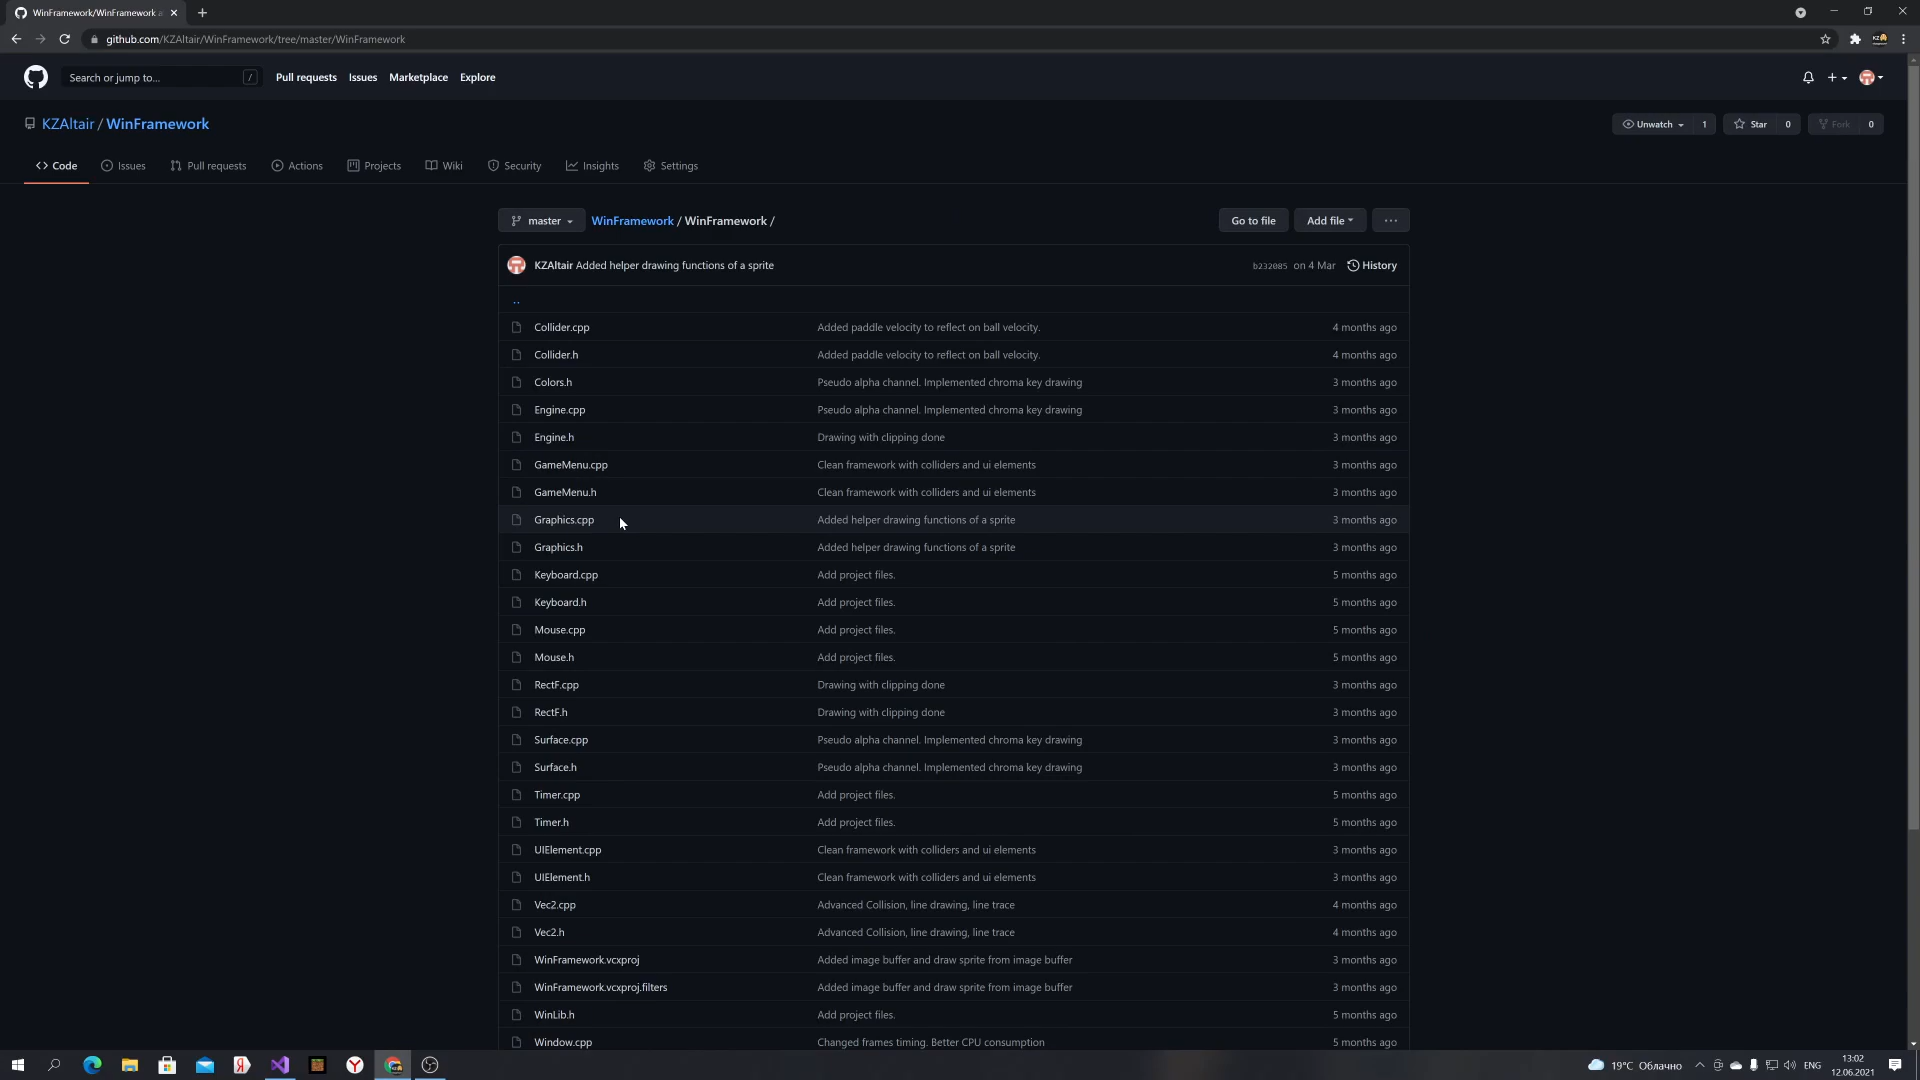 WinFramework/WinFramework a
github.com/KZAltair/WinFramework/tree/master/WinFramework
Search or jump to... / Pull requests Issues Marketplace Explore
KZAltair / WinFramework
Unwatch 1 Star 0 Fork 0
Code Issues Pull requests Actions Projects Wiki Security Insights Settings
master WinFramework / WinFramework / Go to file Add file ...
KZAltair Added helper drawing functions of a sprite b232085 on 4 Mar History
..
Collider.cpp Added paddle velocity to reflect on ball velocity. 4 months ago
Collider.h Added paddle velocity to reflect on ball velocity. 4 months ago
Colors.h Pseudo alpha channel. Implemented chroma key drawing 3 months ago
Engine.cpp Pseudo alpha channel. Implemented chroma key drawing 3 months ago
Engine.h Drawing with clipping done 3 months ago
GameMenu.cpp Clean framework with colliders and ui elements 3 months ago
GameMenu.h Clean framework with colliders and ui elements 3 months ago
Graphics.cpp Added helper drawing functions of a sprite 3 months ago
Graphics.h Added helper drawing functions of a sprite 3 months ago
Keyboard.cpp Add project files. 5 months ago
Keyboard.h Add project files. 5 months ago
Mouse.cpp Add project files. 5 months ago
Mouse.h Add project files. 5 months ago
RectF.cpp Drawing with clipping done 3 months ago
RectF.h Drawing with clipping done 3 months ago
Surface.cpp Pseudo alpha channel. Implemented chroma key drawing 3 months ago
Surface.h Pseudo alpha channel. Implemented chroma key drawing 3 months ago
Timer.cpp Add project files. 5 months ago
Timer.h Add project files. 5 months ago
UIElement.cpp Clean framework with colliders and ui elements 3 months ago
UIElement.h Clean framework with colliders and ui elements 3 months ago
Vec2.cpp Advanced Collision, line drawing, line trace 4 months ago
Vec2.h Advanced Collision, line drawing, line trace 4 months ago
WinFramework.vcxproj Added image buffer and draw sprite from image buffer 3 months ago
WinFramework.vcxproj.filters Added image buffer and draw sprite from image buffer 3 months ago
WinLib.h Add project files. 5 months ago
Window.cpp Changed frames timing. Better CPU consumption 5 months ago
19°C Облачно ENG 13:02
12.06.2021